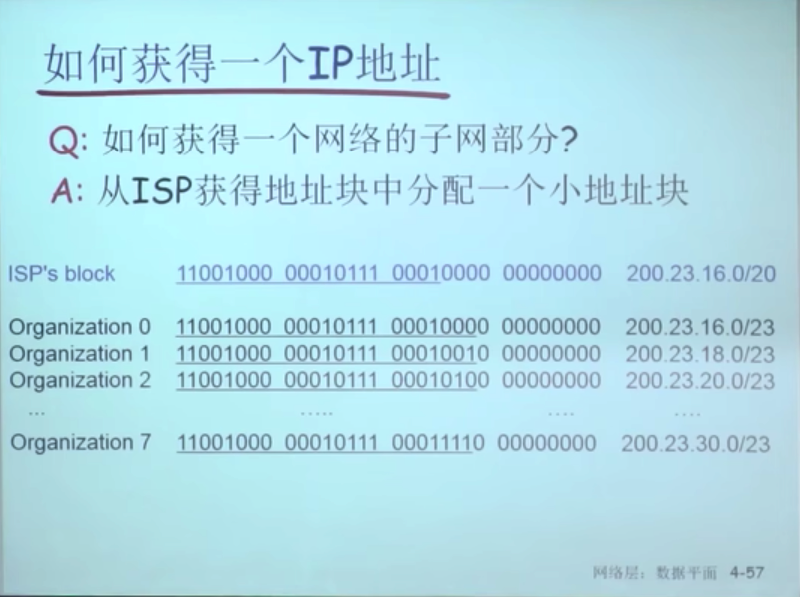 如何获得一个IP地址
Q: 如何获得一个网络的子网部分?
A: 从ISP获得地址块中分配一个小地址块
ISP's block 11001000 00010111 00010000 00000000 200.23.16.0/20
Organization 0 11001000 00010111 00010000 00000000 200.23.16.0/23
Organization 1 11001000 00010111 00010010 00000000 200.23.18.0/23
Organization 2 11001000 00010111 00010100 00000000 200.23.20.0/23
... ..... .... ....
Organization 7 11001000 00010111 00011110 00000000 200.23.30.0/23
网络层：数据平面 4-57